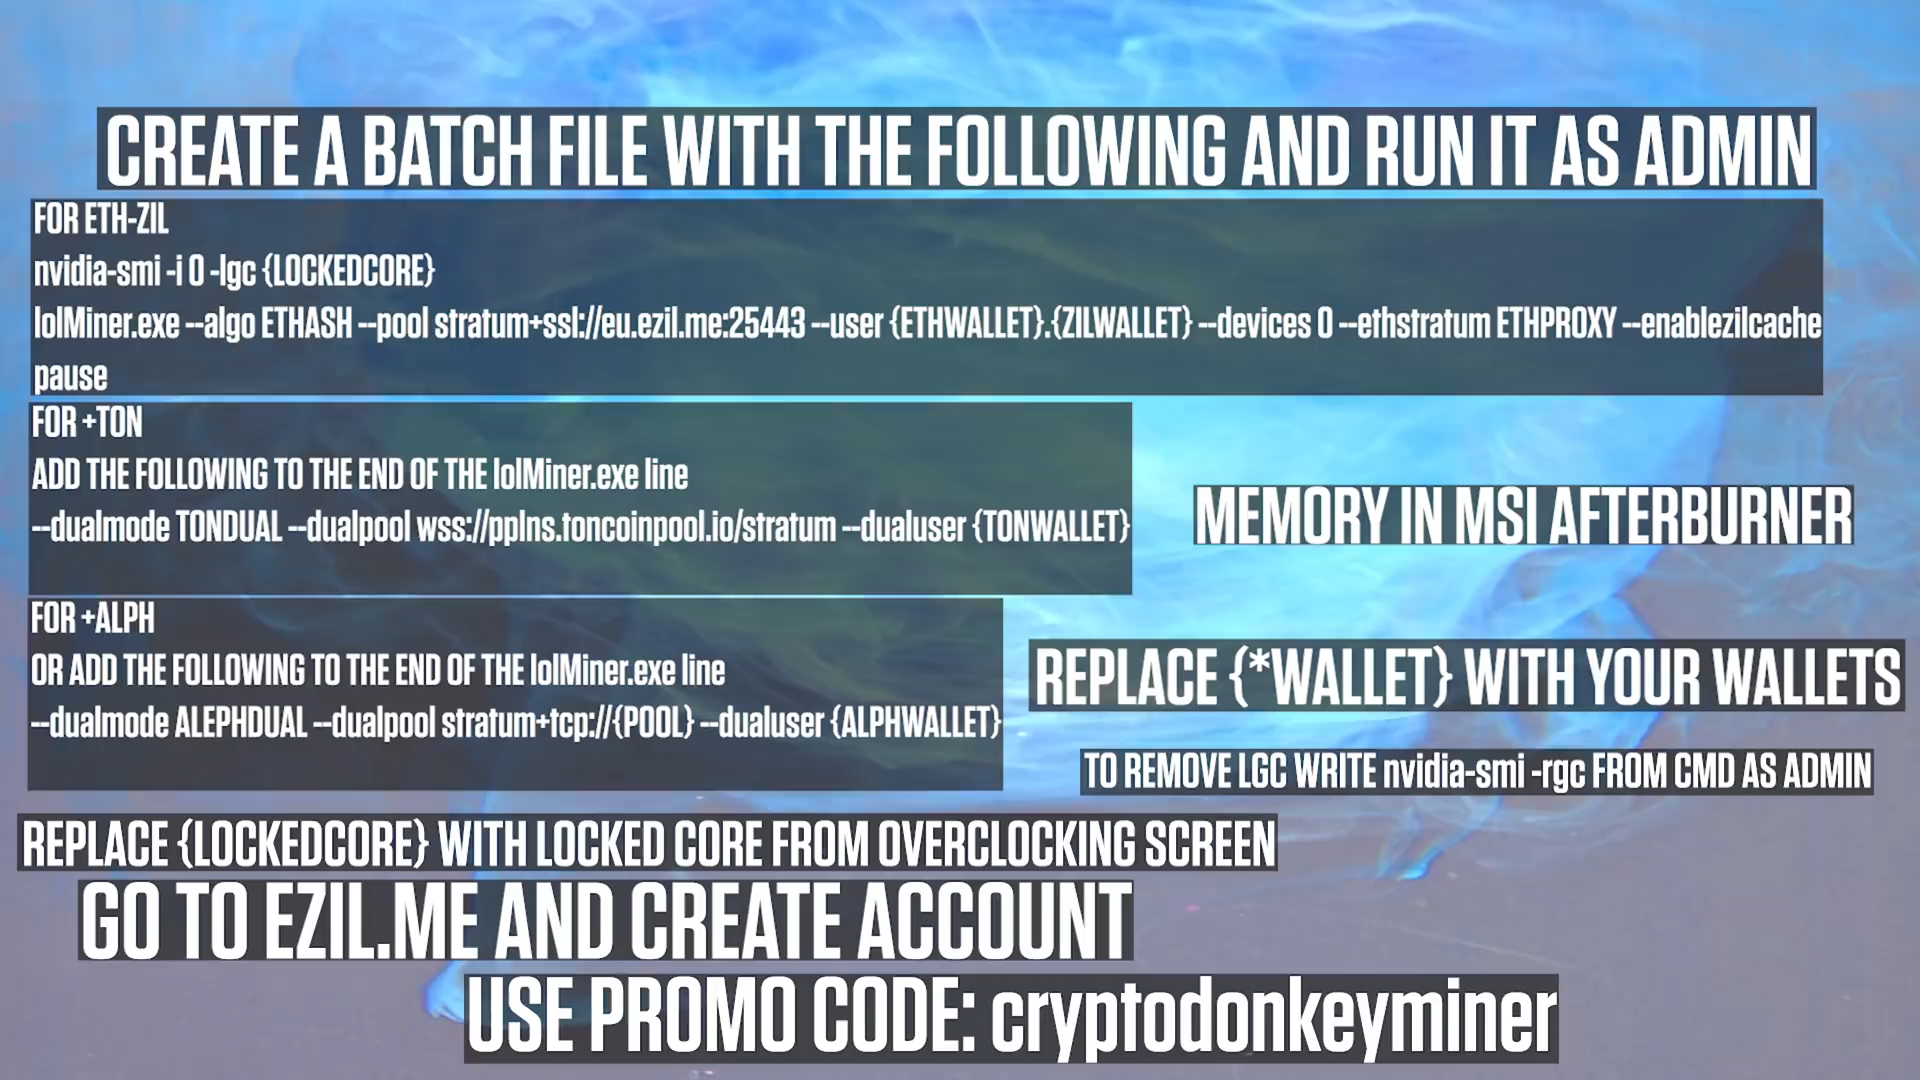 CREATE A BATCH FILE WITH THE FOLLOWING AND RUN IT AS ADMIN
FOR ETH-ZIL
nvidia-smi -i 0 -lgc {LOCKEDCORE}
lolMiner.exe --algo ETHASH --pool stratum+ssl://eu.ezil.me:25443 --user {ETHWALLET}.{ZILWALLET} --devices 0 --ethstratum ETHPROXY --enablezilcache
pause
FOR +TON
ADD THE FOLLOWING TO THE END OF THE lolMiner.exe line
--dualmode TONDUAL --dualpool wss://pplns.toncoinpool.io/stratum --dualuser {TONWALLET}
MEMORY IN MSI AFTERBURNER
FOR +ALPH
OR ADD THE FOLLOWING TO THE END OF THE lolMiner.exe line
--dualmode ALEPHDUAL --dualpool stratum+tcp://{POOL} --dualuser {ALPHWALLET}
REPLACE {*WALLET} WITH YOUR WALLETS
TO REMOVE LGC WRITE nvidia-smi -rgc FROM CMD AS ADMIN
REPLACE {LOCKEDCORE} WITH LOCKED CORE FROM OVERCLOCKING SCREEN
GO TO EZIL.ME AND CREATE ACCOUNT
USE PROMO CODE: cryptodonkeyminer